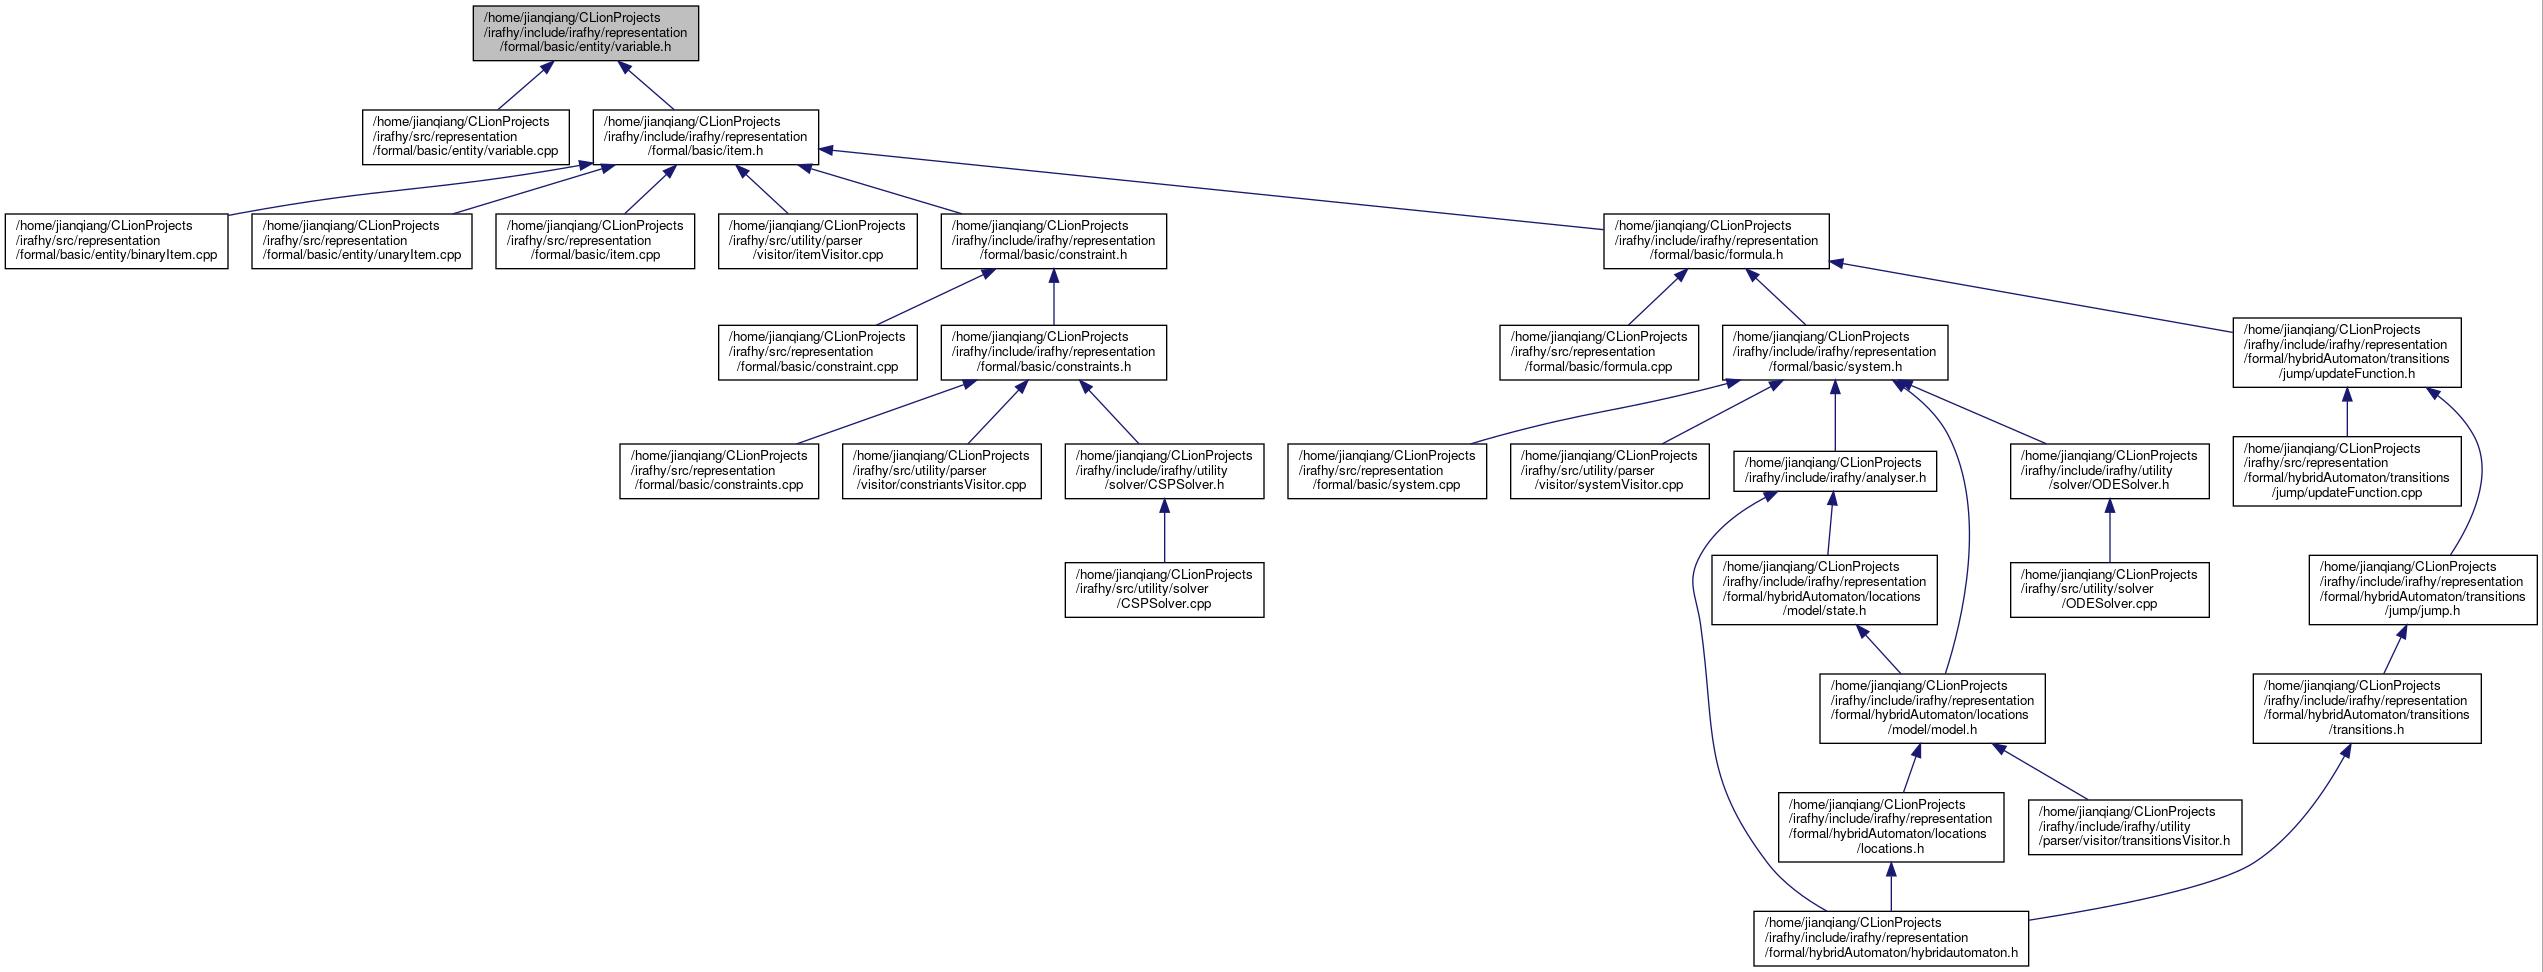 /home/jianqiang/CLionProjects
/irafhy/include/irafhy/representation
/formal/basic/entity/variable.h
/home/jianqiang/CLionProjects
/irafhy/src/representation
/formal/basic/entity/variable.cpp
/home/jianqiang/CLionProjects
/irafhy/include/irafhy/representation
/formal/basic/item.h
/home/jianqiang/CLionProjects
/irafhy/src/representation
/formal/basic/entity/binaryItem.cpp
/home/jianqiang/CLionProjects
/irafhy/src/representation
/formal/basic/entity/unaryItem.cpp
/home/jianqiang/CLionProjects
/irafhy/src/representation
/formal/basic/item.cpp
/home/jianqiang/CLionProjects
/irafhy/src/utility/parser
/visitor/itemVisitor.cpp
/home/jianqiang/CLionProjects
/irafhy/include/irafhy/representation
/formal/basic/constraint.h
/home/jianqiang/CLionProjects
/irafhy/include/irafhy/representation
/formal/basic/formula.h
/home/jianqiang/CLionProjects
/irafhy/src/representation
/formal/basic/constraint.cpp
/home/jianqiang/CLionProjects
/irafhy/include/irafhy/representation
/formal/basic/constraints.h
/home/jianqiang/CLionProjects
/irafhy/src/representation
/formal/basic/formula.cpp
/home/jianqiang/CLionProjects
/irafhy/include/irafhy/representation
/formal/basic/system.h
/home/jianqiang/CLionProjects
/irafhy/include/irafhy/representation
/formal/hybridAutomaton/transitions
/jump/updateFunction.h
/home/jianqiang/CLionProjects
/irafhy/src/representation
/formal/basic/constraints.cpp
/home/jianqiang/CLionProjects
/irafhy/src/utility/parser
/visitor/constriantsVisitor.cpp
/home/jianqiang/CLionProjects
/irafhy/include/irafhy/utility
/solver/CSPSolver.h
/home/jianqiang/CLionProjects
/irafhy/src/representation
/formal/basic/system.cpp
/home/jianqiang/CLionProjects
/irafhy/src/utility/parser
/visitor/systemVisitor.cpp
/home/jianqiang/CLionProjects
/irafhy/include/irafhy/analyser.h
/home/jianqiang/CLionProjects
/irafhy/include/irafhy/utility
/solver/ODESolver.h
/home/jianqiang/CLionProjects
/irafhy/src/representation
/formal/hybridAutomaton/transitions
/jump/updateFunction.cpp
/home/jianqiang/CLionProjects
/irafhy/src/utility/solver
/CSPSolver.cpp
/home/jianqiang/CLionProjects
/irafhy/include/irafhy/representation
/formal/hybridAutomaton/locations
/model/state.h
/home/jianqiang/CLionProjects
/irafhy/src/utility/solver
/ODESolver.cpp
/home/jianqiang/CLionProjects
/irafhy/include/irafhy/representation
/formal/hybridAutomaton/transitions
/jump/jump.h
/home/jianqiang/CLionProjects
/irafhy/include/irafhy/representation
/formal/hybridAutomaton/locations
/model/model.h
/home/jianqiang/CLionProjects
/irafhy/include/irafhy/representation
/formal/hybridAutomaton/transitions
/transitions.h
/home/jianqiang/CLionProjects
/irafhy/include/irafhy/representation
/formal/hybridAutomaton/locations
/locations.h
/home/jianqiang/CLionProjects
/irafhy/include/irafhy/utility
/parser/visitor/transitionsVisitor.h
/home/jianqiang/CLionProjects
/irafhy/include/irafhy/representation
/formal/hybridAutomaton/hybridautomaton.h